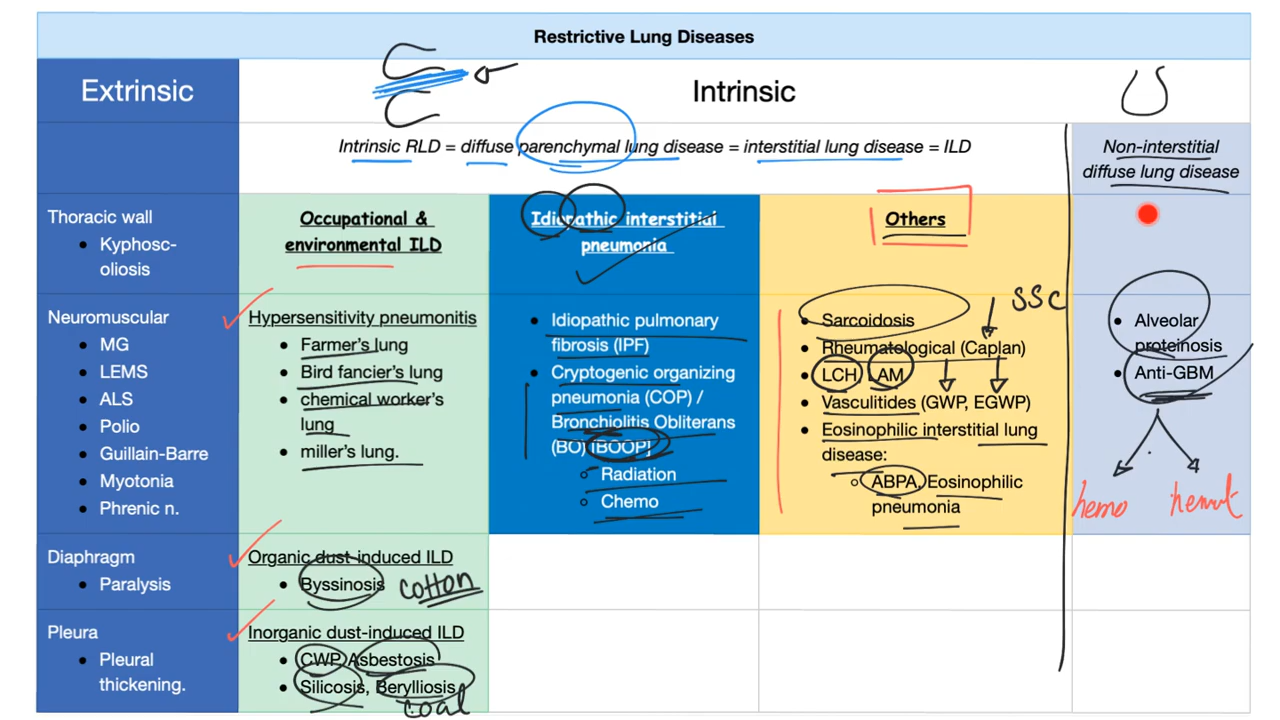 Restrictive Lung Diseases
Extrinsic
Intrinsic
Intrinsic RLD = diffuse parenchymal lung disease = interstitial lung disease = ILD
Non-interstitial
diffuse lung disease
Thoracic wall
• Kyphosc-
oliosis
Occupational &
environmental ILD
Idiopathic interstitial
pneumonia
Others
Neuromuscular
• MG
• LEMS
• ALS
• Polio
• Guillain-Barre
• Myotonia
• Phrenic n.
Hypersensitivity pneumonitis
• Farmer's lung
• Bird fancier's lung
• chemical worker's
lung
• miller's lung.
• Idiopathic pulmonary
fibrosis (IPF)
• Cryptogenic organizing
pneumonia (COP) /
Bronchiolitis Obliterans
(BO) [BOOP]
○ Radiation
○ Chemo
SSC
• Sarcoidosis
• Rheumatological (Caplan)
• LCH, LAM
• Vasculitides (GWP, EGWP)
• Eosinophilic interstitial lung
disease:
○ ABPA, Eosinophilic
pneumonia
• Alveolar
proteinosis
• Anti-GBM
hemo hemat
Diaphragm
• Paralysis
Organic dust-induced ILD
• Byssinosis cotton
Pleura
• Pleural
thickening.
Inorganic dust-induced ILD
• CWP, Asbestosis
• Silicosis, Berylliosis
coal